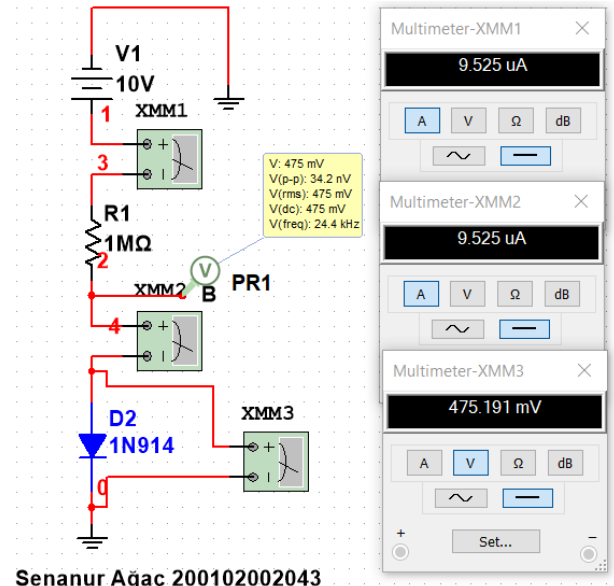 V1
10V
1
XMM1
3
R1
1MΩ
2
XMM2
B
PR1
4
D2
1N914
XMM3
0
V: 475 mV
V(p-p): 34.2 nV
V(rms): 475 mV
V(dc): 475 mV
V(freq): 24.4 kHz
V
+
+
+
Senanur Ağaç 200102002043
Multimeter-XMM1
9.525 uA
A V Ω dB
Multimeter-XMM2
9.525 uA
A V Ω dB
Multimeter-XMM3
475.191 mV
A V Ω dB
+ Set... −